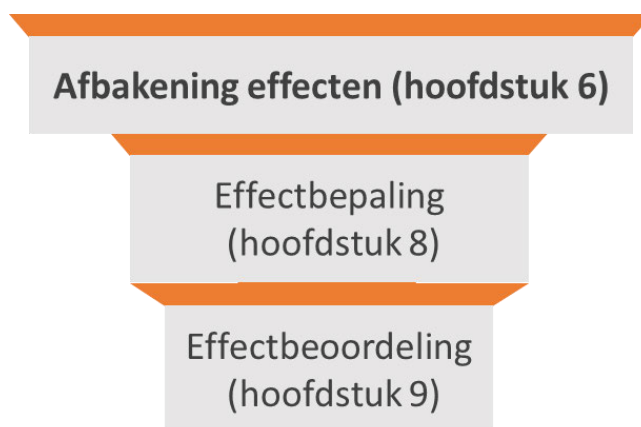 Afbakening effecten (hoofdstuk 6)
Effectbepaling
(hoofdstuk 8)
Effectbeoordeling
(hoofdstuk 9)